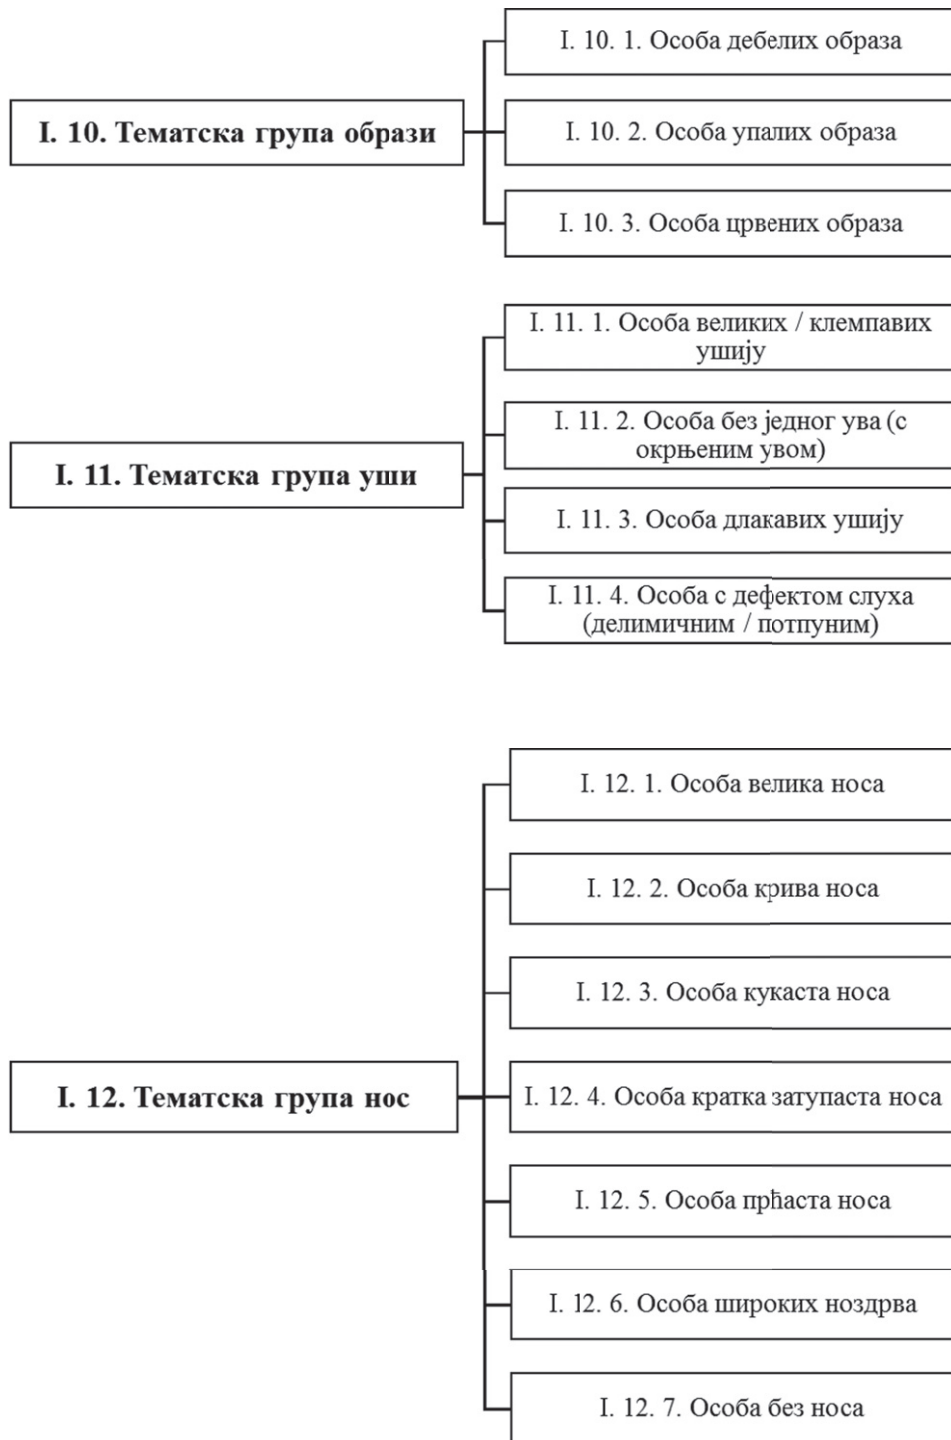 I. 10. Тематска група образи
I. 10. 1. Особа дебелих образа
I. 10. 2. Особа упалих образа
I. 10. 3. Особа црвених образа
I. 11. Тематска група уши
I. 11. 1. Особа великих / клемпавих
ушију
I. 11. 2. Особа без једног ува (с
окрњеним увом)
I. 11. 3. Особа длакавих ушију
I. 11. 4. Особа с дефектом слуха
(делимичним / потпуним)
I. 12. Тематска група нос
I. 12. 1. Особа велика носа
I. 12. 2. Особа крива носа
I. 12. 3. Особа кукаста носа
I. 12. 4. Особа кратка затупаста носа
I. 12. 5. Особа прћаста носа
I. 12. 6. Особа широких ноздрва
I. 12. 7. Особа без носа